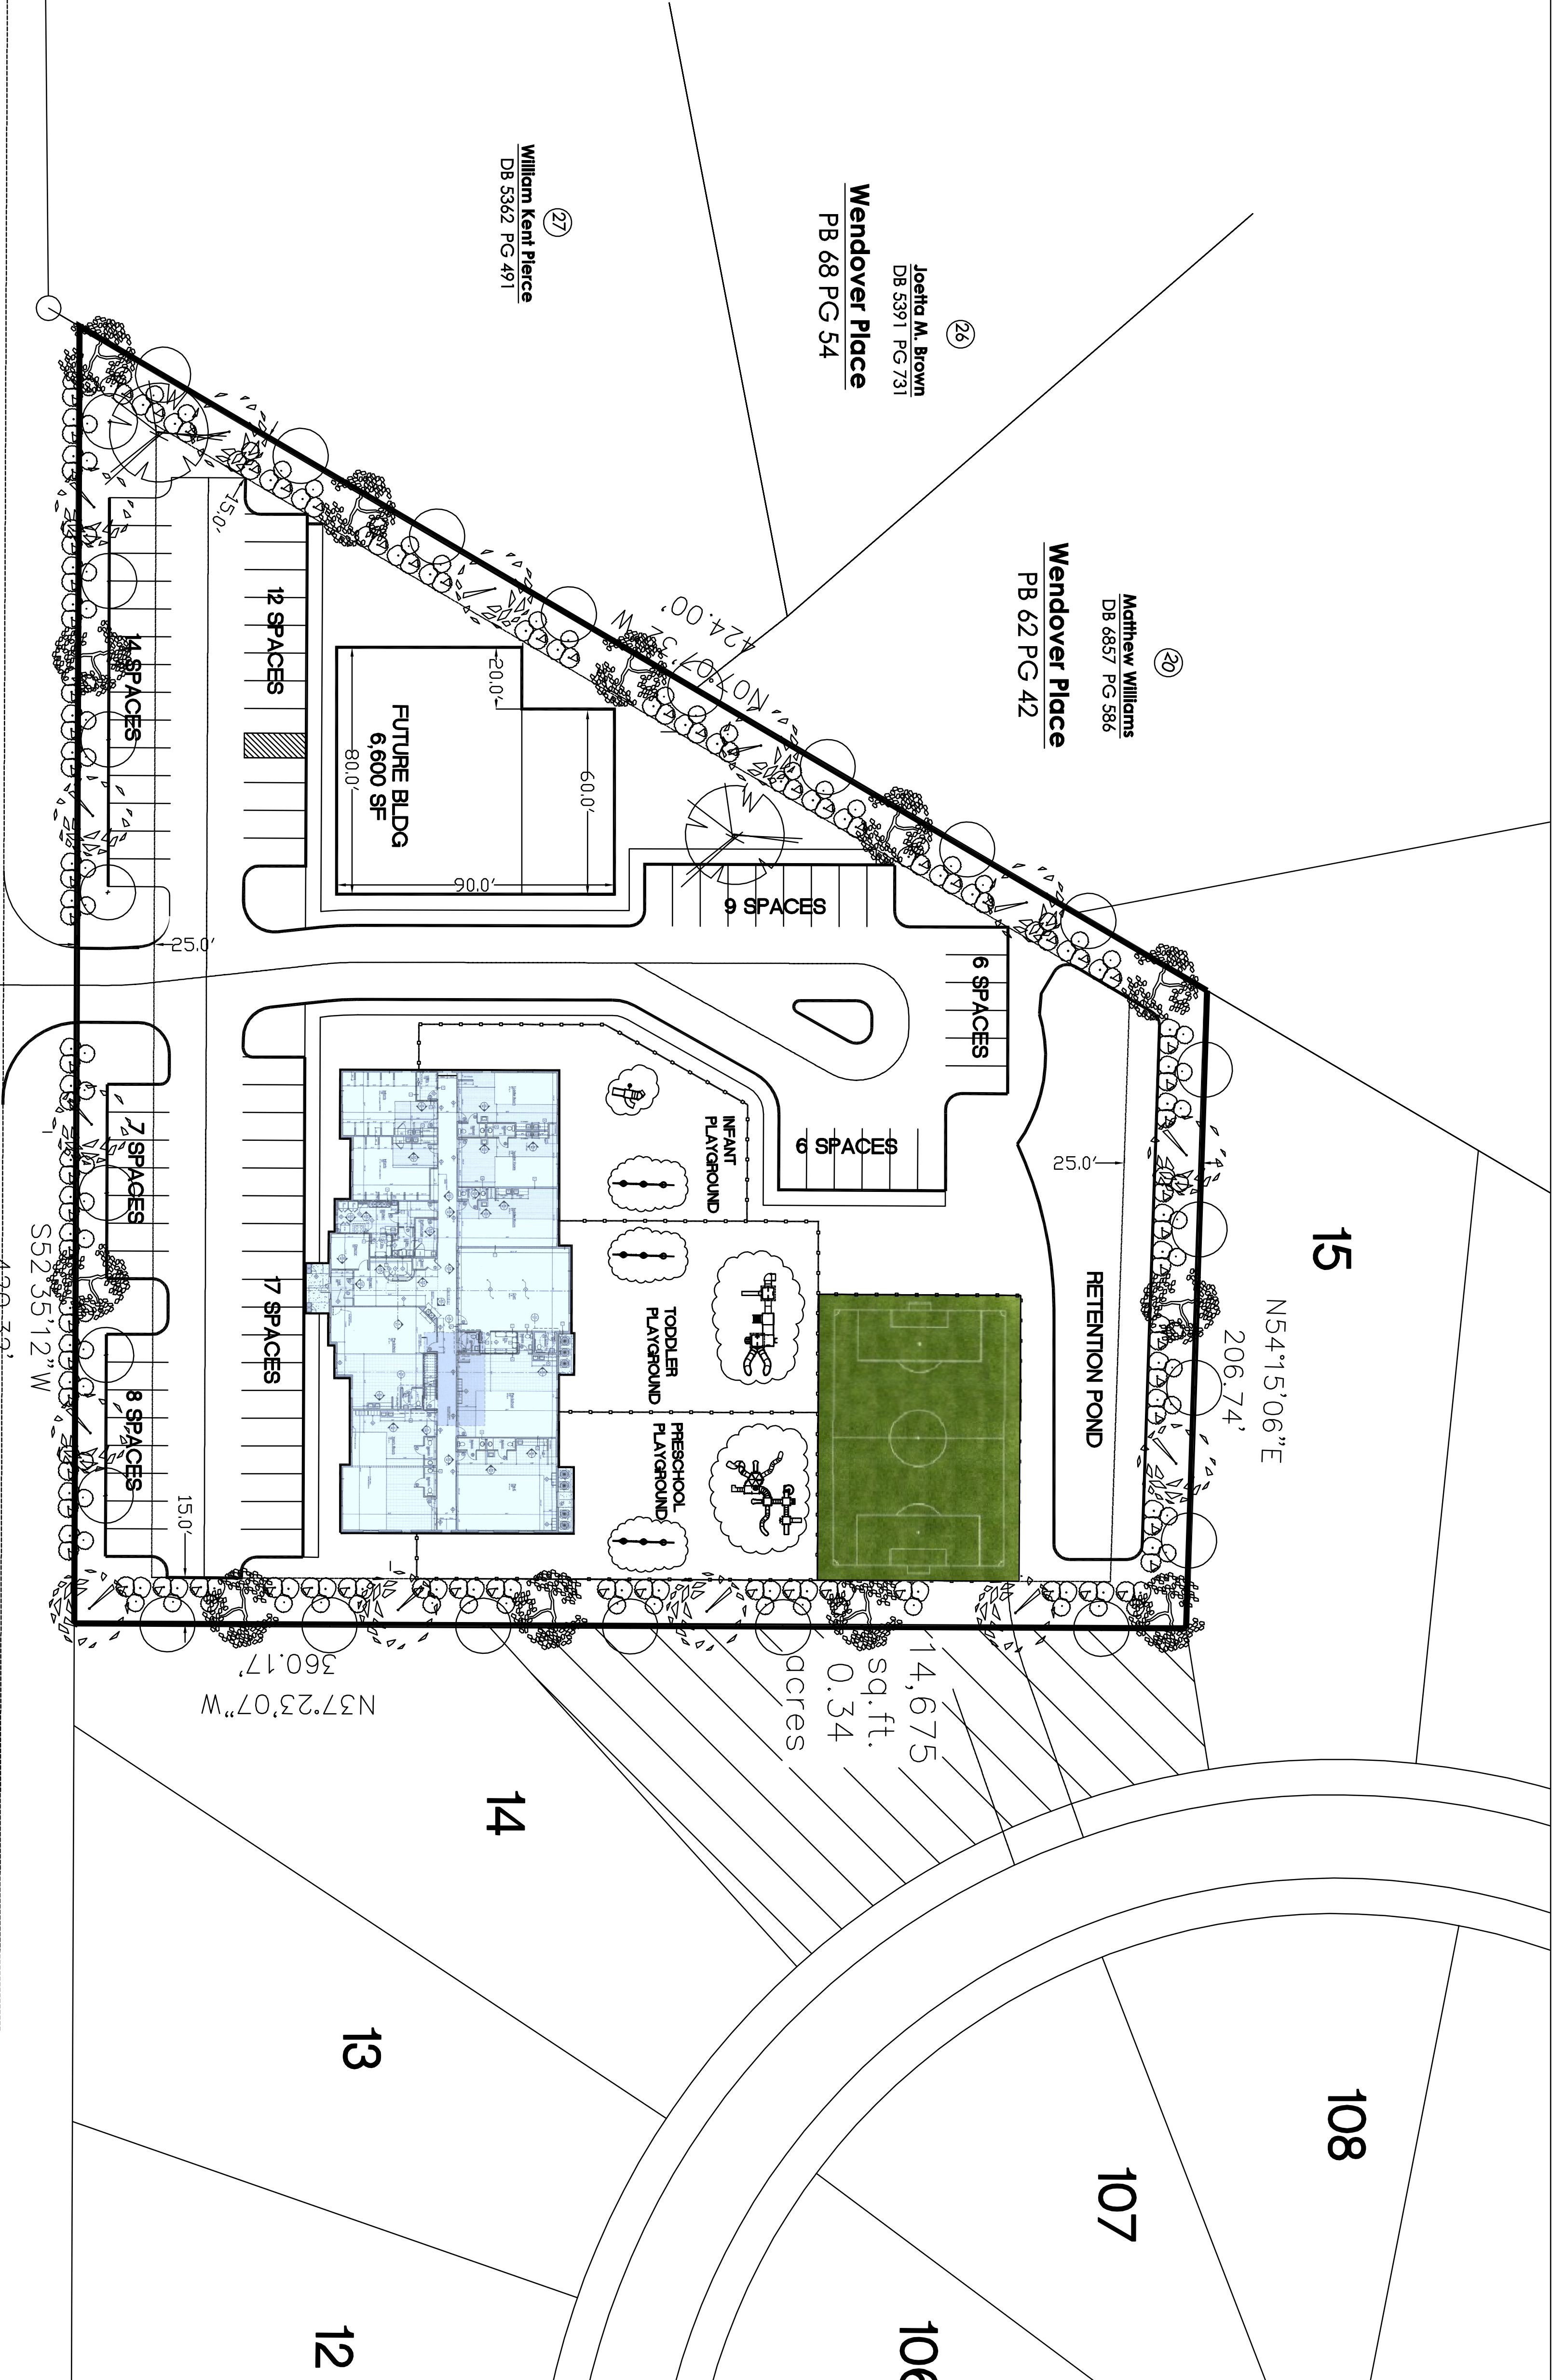 27
William Kent Pierce
DB 5362 PG 491
26
Joetta M. Brown
DB 5391 PG 731
Wendover Place
PB 68 PG 54
20
Matthew Williams
DB 6857 PG 586
Wendover Place
PB 62 PG 42
424.00'
15.0'
12 SPACES
14 SPACES
FUTURE BLDG
6,600 SF
20.0'
80.0'
60.0'
90.0'
9 SPACES
6 SPACES
6 SPACES
25.0'
25.0'
INFANT
PLAYGROUND
TODDLER
PLAYGROUND
PRESCHOOL
PLAYGROUND
RETENTION POND
7 SPACES
17 SPACES
8 SPACES
15.0'
15
N54°15'06"E
206.74'
S52°35'12"W
N37°23'07"W
360.17'
14,675
sq.ft.
0.34
acres
14
13
12
108
107
106